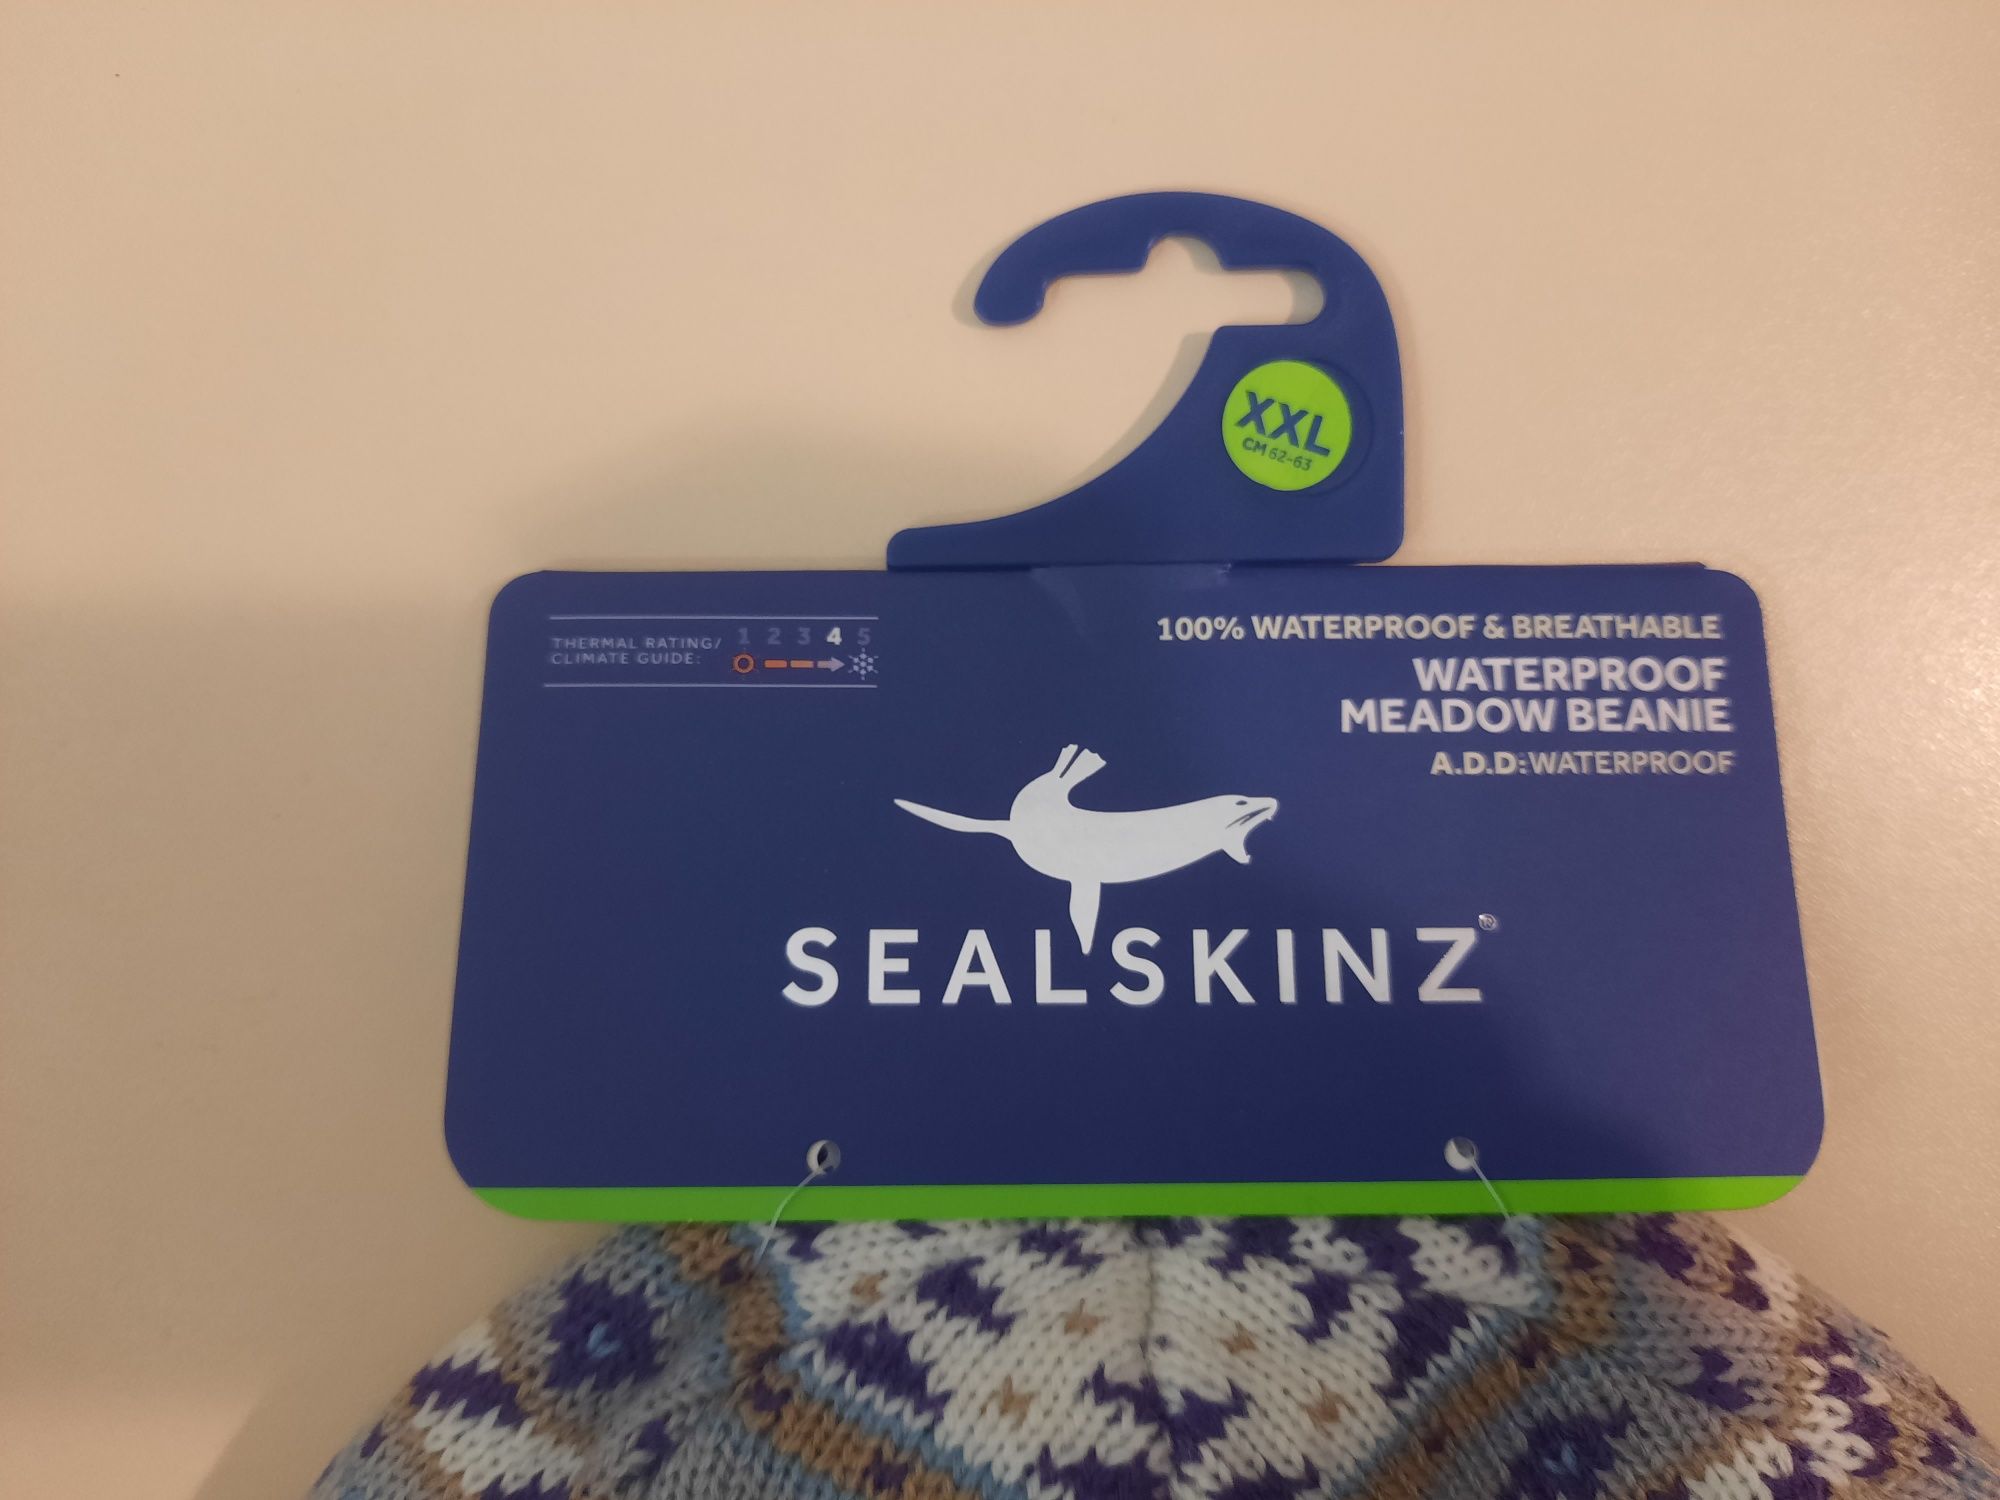 XXL
CM 62-63
THERMAL RATING/
CLIMATE GUIDE:
1 2 3 4 5
100% WATERPROOF & BREATHABLE
WATERPROOF
MEADOW BEANIE
A.D.D:WATERPROOF
SEALSKINZ®